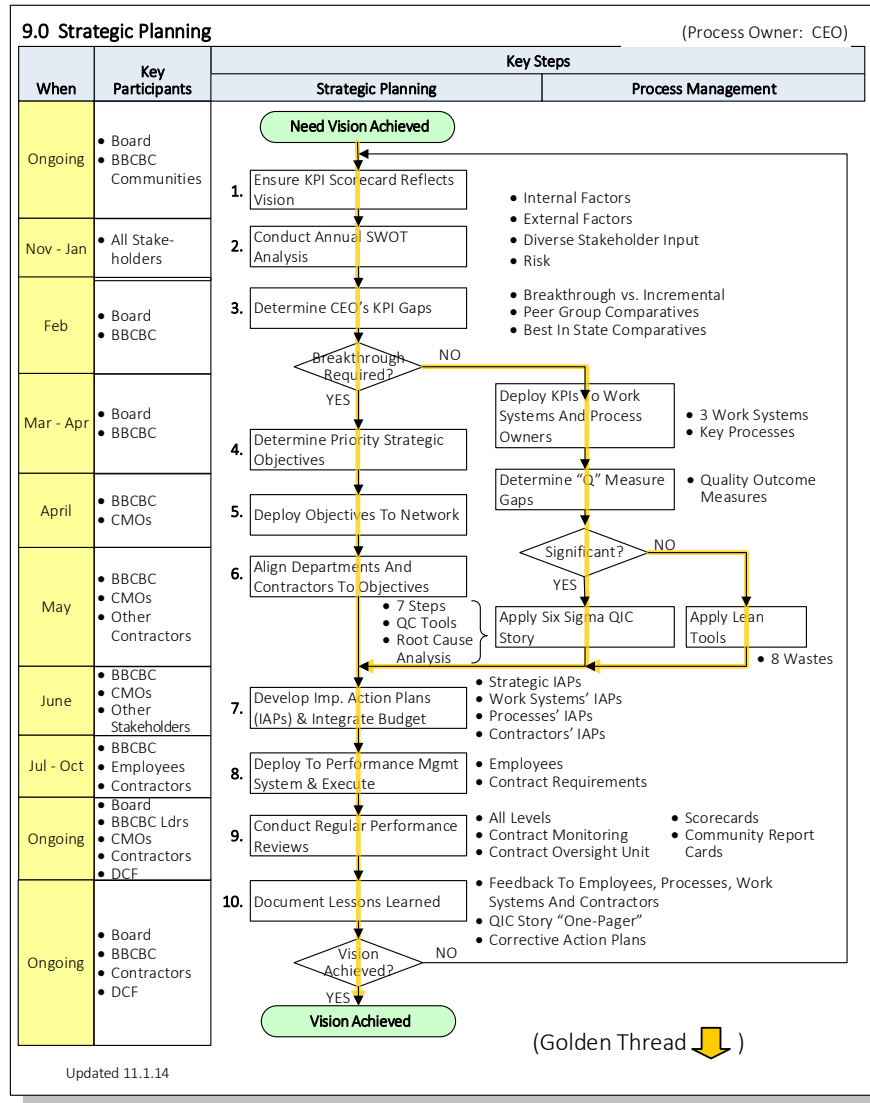 9.0 Strategic Planning
(Process Owner: CEO)
When
Key
Participants
Key Steps
Strategic Planning
Process Management
Ongoing
• Board
• BBCBC
Communities
Nov - Jan
• All Stake-
holders
Feb
• Board
• BBCBC
Mar - Apr
• Board
• BBCBC
April
• BBCBC
• CMOs
May
• BBCBC
• CMOs
• Other
Contractors
June
• BBCBC
• CMOs
• Other
Stakeholders
Jul - Oct
• BBCBC
• Employees
• Contractors
Ongoing
• Board
• BBCBC Ldrs
• CMOs
• Contractors
• DCF
Ongoing
• Board
• BBCBC
• Contractors
• DCF
Need Vision Achieved
1. Ensure KPI Scorecard Reflects
Vision
• Internal Factors
• External Factors
• Diverse Stakeholder Input
• Risk
2. Conduct Annual SWOT
Analysis
3. Determine CEO's KPI Gaps
• Breakthrough vs. Incremental
• Peer Group Comparatives
• Best In State Comparatives
Breakthrough
Required?
NO
YES
Deploy KPIs To Work
Systems And Process
Owners
• 3 Work Systems
• Key Processes
4. Determine Priority Strategic
Objectives
Determine “Q” Measure
Gaps
• Quality Outcome
Measures
5. Deploy Objectives To Network
Significant?
NO
YES
6. Align Departments And
Contractors To Objectives
• 7 Steps
• QC Tools
• Root Cause
Analysis
Apply Six Sigma QIC
Story
Apply Lean
Tools
• 8 Wastes
7. Develop Imp. Action Plans
(IAPs) & Integrate Budget
• Strategic IAPs
• Work Systems' IAPs
• Processes' IAPs
• Contractors' IAPs
8. Deploy To Performance Mgmt
System & Execute
• Employees
• Contract Requirements
9. Conduct Regular Performance
Reviews
• All Levels
• Contract Monitoring
• Contract Oversight Unit
• Scorecards
• Community Report
Cards
10. Document Lessons Learned
• Feedback To Employees, Processes, Work
Systems And Contractors
• QIC Story "One-Pager"
• Corrective Action Plans
Vision
Achieved?
NO
YES
Vision Achieved
(Golden Thread )
Updated 11.1.14